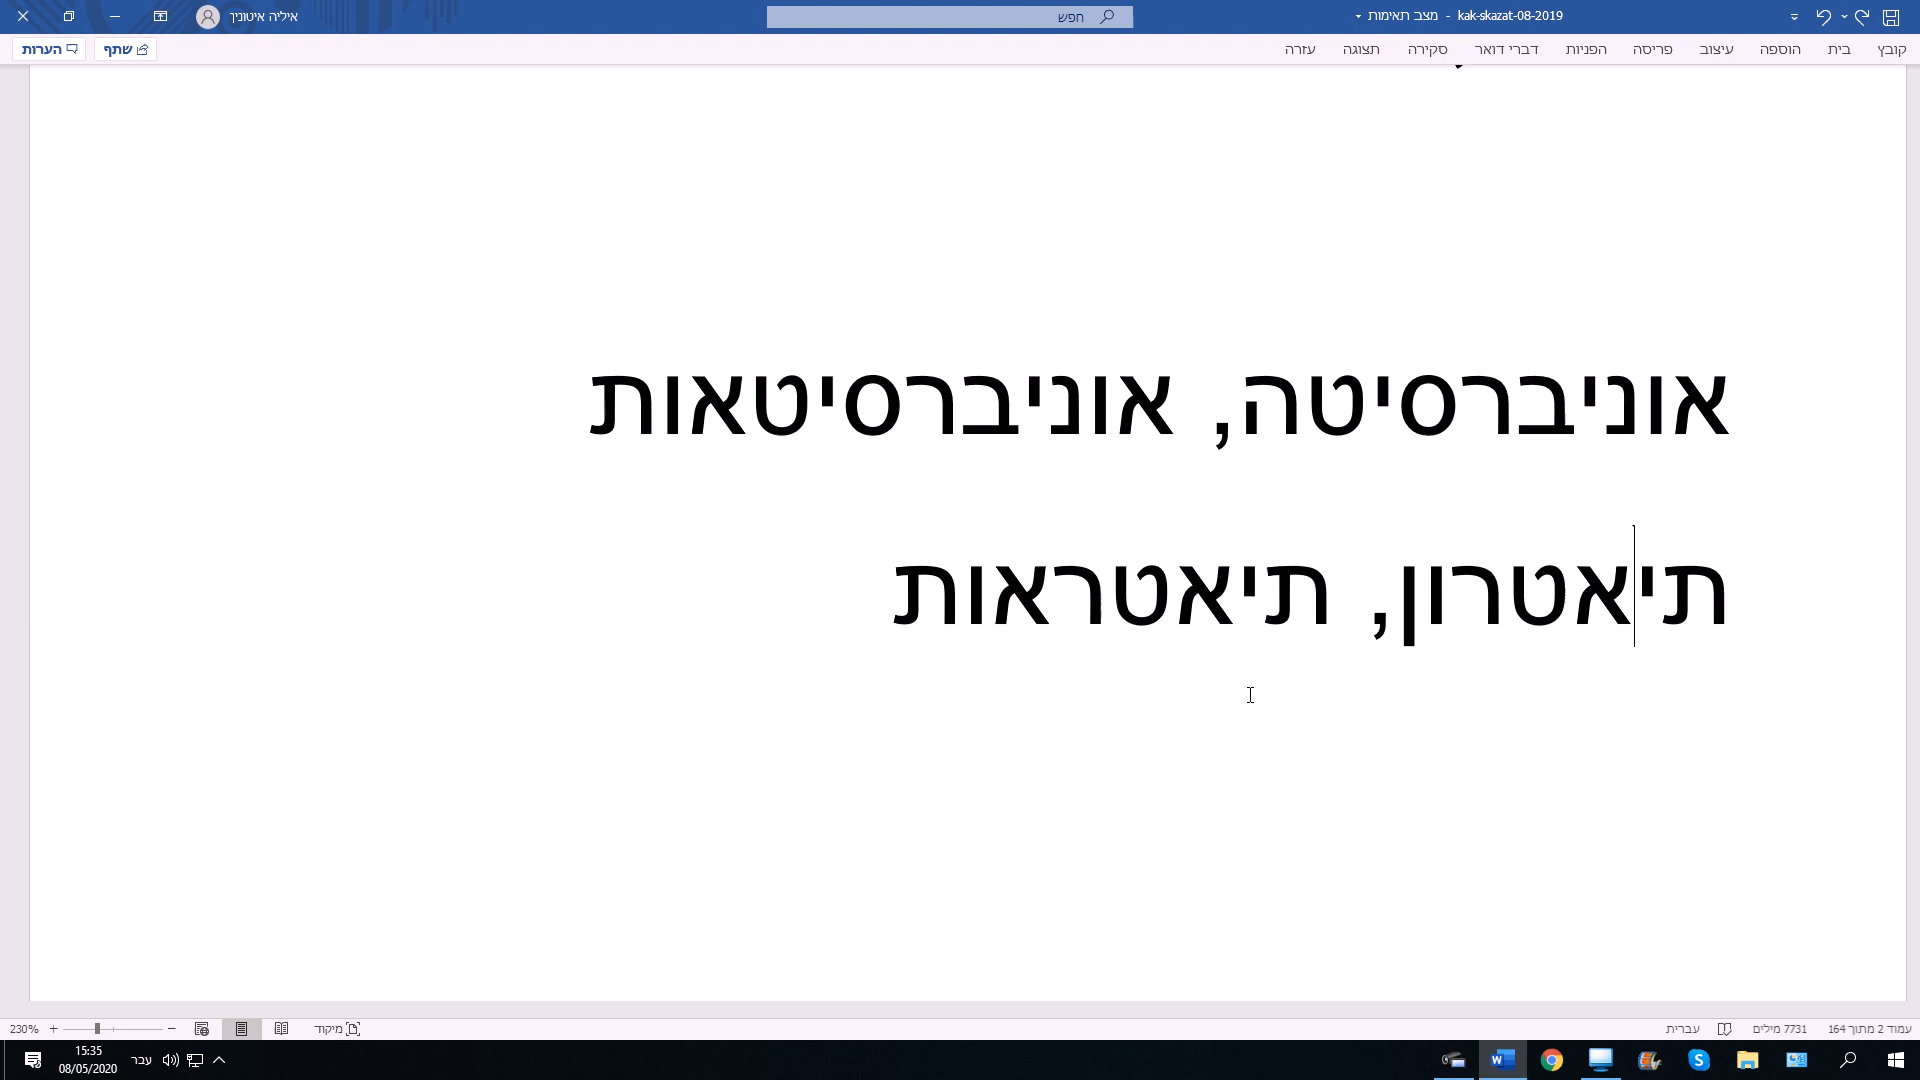 איליה איטוניך
חפש
kak-skazat-08-2019 - מצב תאימות
קובץ בית הוספה עיצוב פריסה הפניות דברי דואר סקירה תצוגה עזרה
שתף הערות
אוניברסיטה, אוניברסיטאות
תיאטרון, תיאטראות
עמוד 2 מתוך 164 7731 מילים עברית
מיקוד
230%
עבר
15:35
08/05/2020